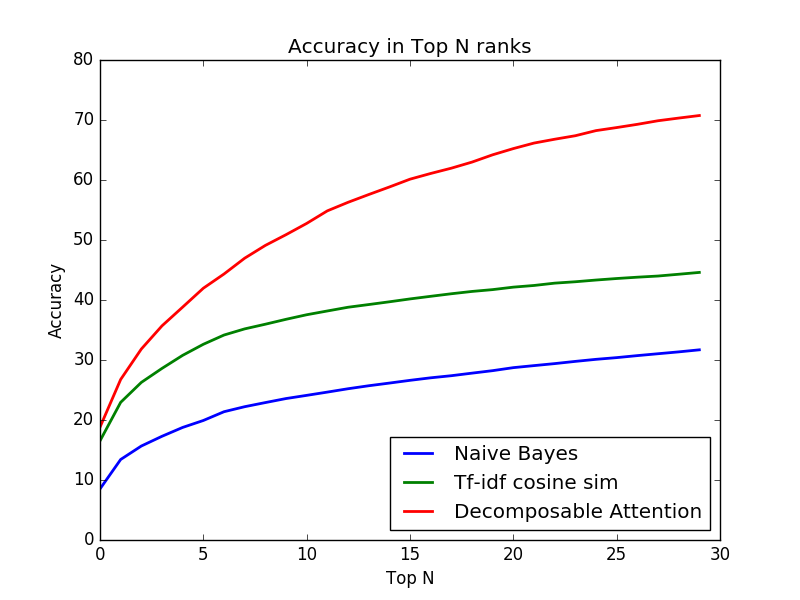 Accuracy in Top N ranks
80
70
60
50
40
30
20
10
0
Accuracy
0 5 10 15 20 25 30
Top N
Naive Bayes
Tf-idf cosine sim
Decomposable Attention